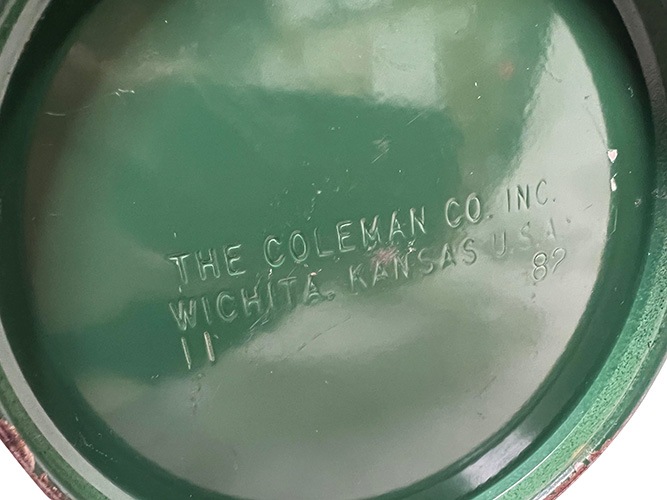 THE COLEMAN CO. INC.
WICHITA, KANSAS U.S.A.
11 82